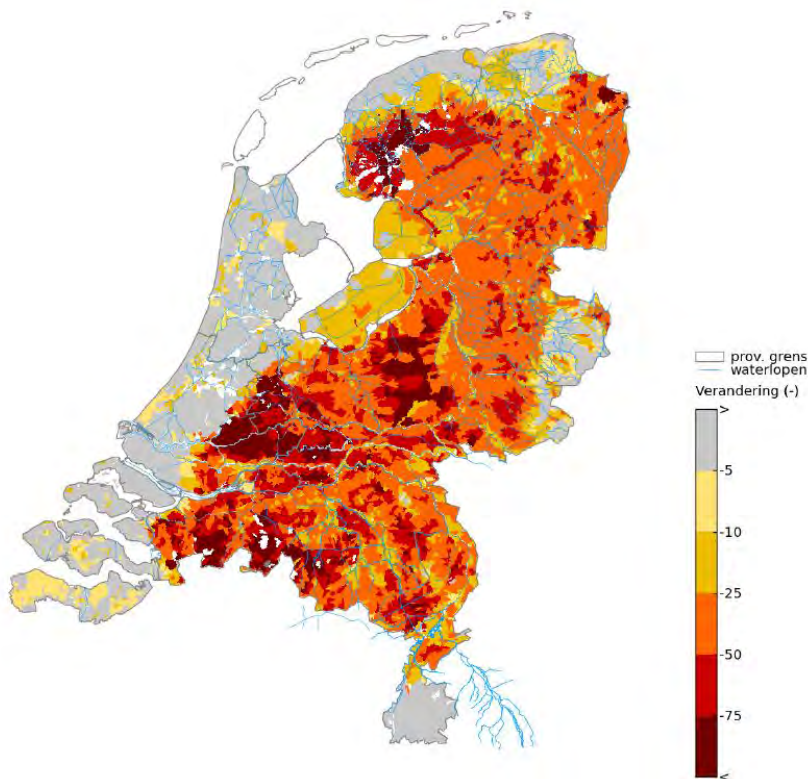 prov. grens
waterlopen
Verandering (-)
>
-5
-10
-25
-50
-75
<